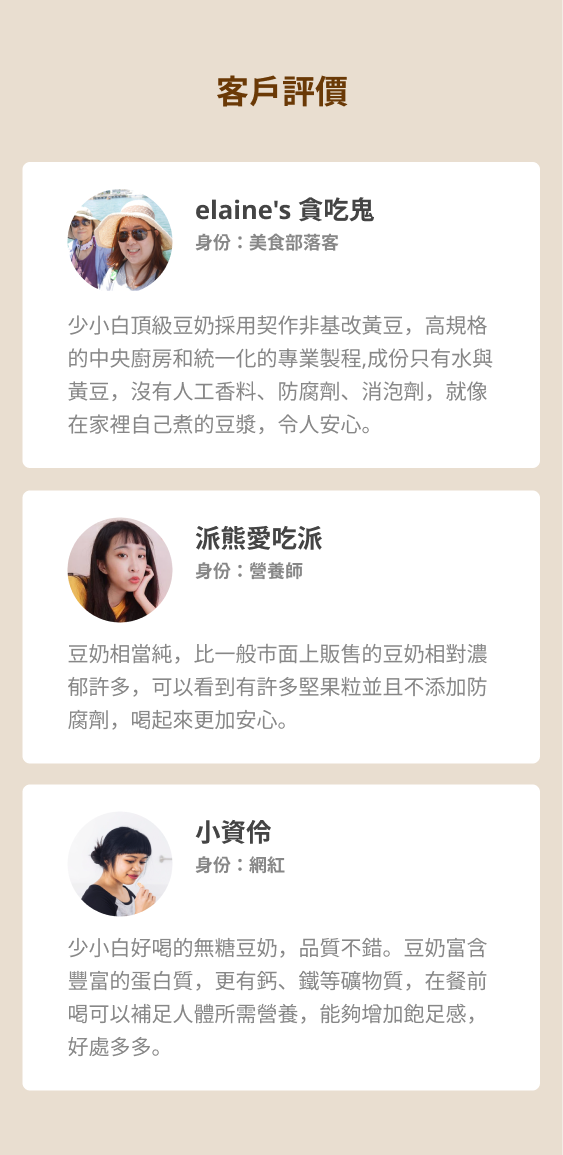 客戶評價
elaine's 貪吃鬼
身份：美食部落客
少小白頂級豆奶採用契作非基改黃豆，高規格
的中央廚房和統一化的專業製程,成份只有水與
黃豆，沒有人工香料、防腐劑、消泡劑，就像
在家裡自己煮的豆漿，令人安心。
派熊愛吃派
身份：營養師
豆奶相當純，比一般市面上販售的豆奶相對濃
郁許多，可以看到有許多堅果粒並且不添加防
腐劑，喝起來更加安心。
小資伶
身份：網紅
少小白好喝的無糖豆奶，品質不錯。豆奶富含
豐富的蛋白質，更有鈣、鐵等礦物質，在餐前
喝可以補足人體所需營養，能夠增加飽足感，
好處多多。